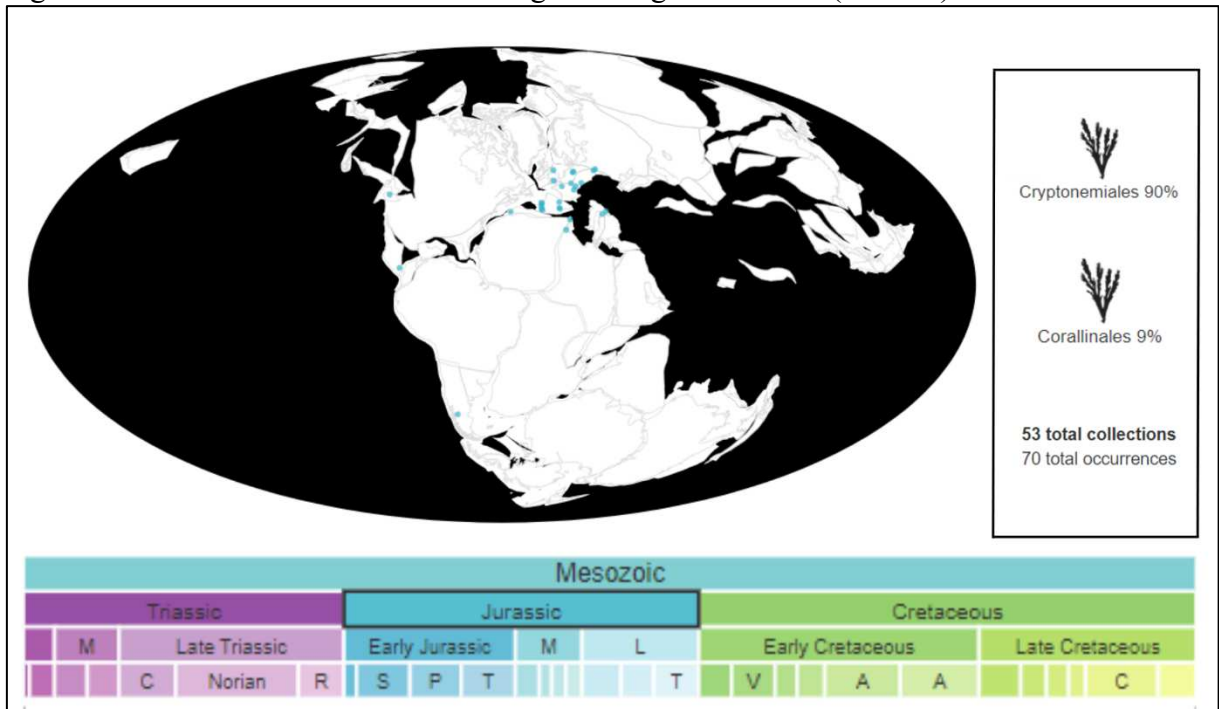 Cryptonemiales 90%
Corallinales 9%
53 total collections
70 total occurrences
Mesozoic
Triassic Jurassic Cretaceous
M Late Triassic Early Jurassic M L Early Cretaceous Late Cretaceous
C Norian R S P T T V A A C